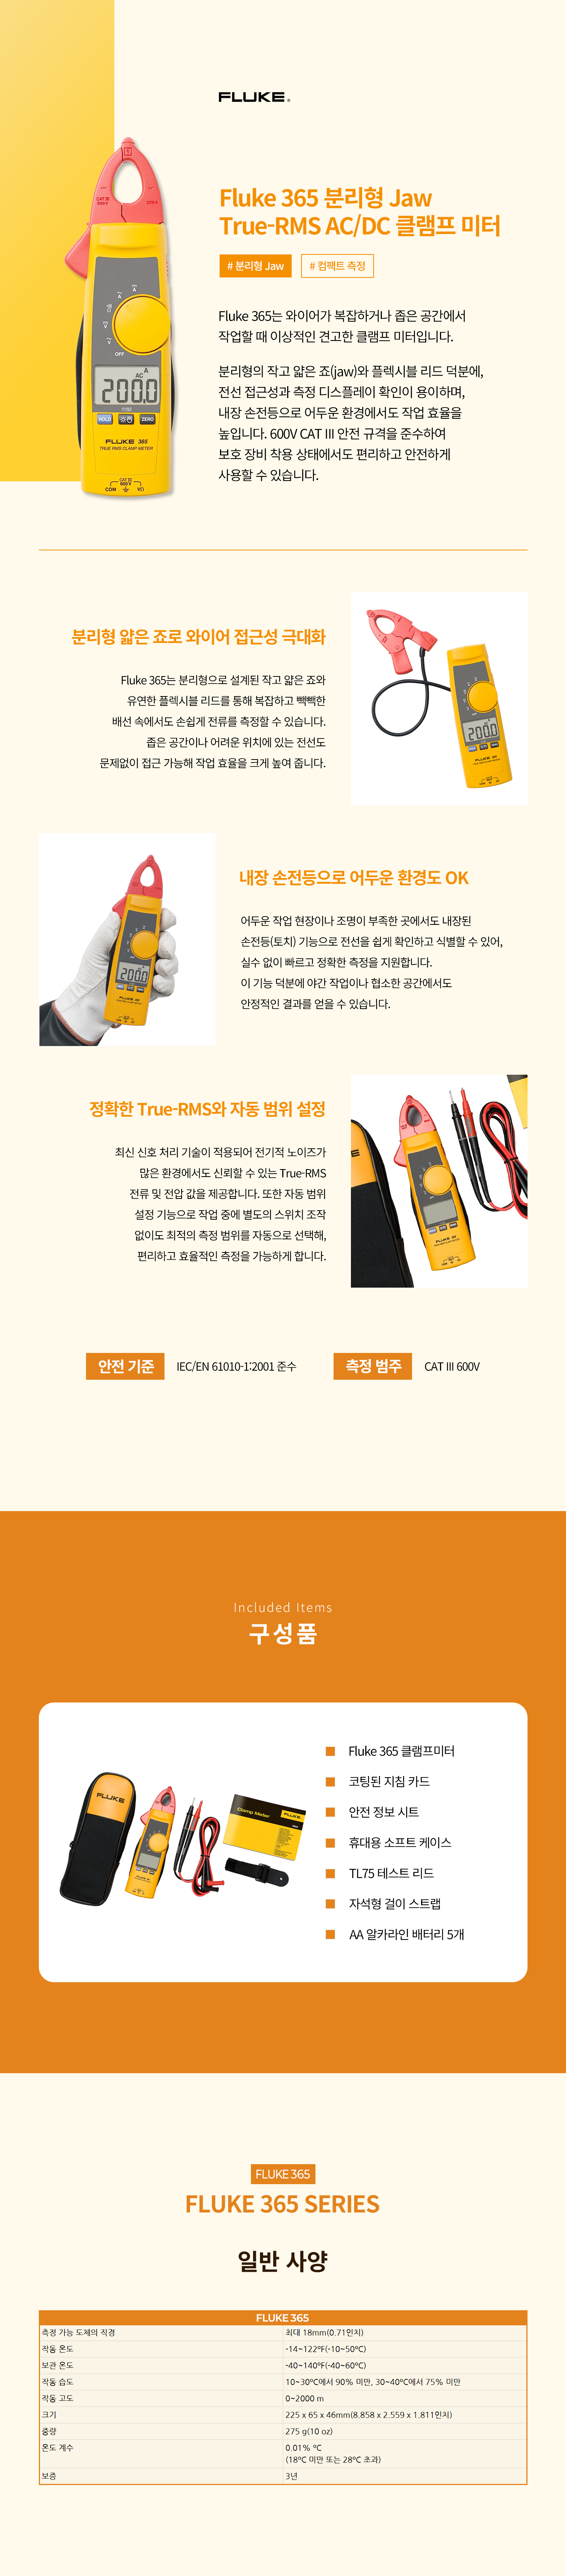 FLUKE®
Fluke 365 분리형 Jaw
True-RMS AC/DC 클램프 미터
# 분리형 Jaw
# 컴팩트 측정
Fluke 365는 와이어가 복잡하거나 좁은 공간에서
작업할 때 이상적인 견고한 클램프 미터입니다.
분리형의 작고 얇은 죠(jaw)와 플렉시블 리드 덕분에,
전선 접근성과 측정 디스플레이 확인이 용이하며,
내장 손전등으로 어두운 환경에서도 작업 효율을
높입니다. 600V CAT III 안전 규격을 준수하여
보호 장비 착용 상태에서도 편리하고 안전하게
사용할 수 있습니다.
CAT III
600V
200 A
OFF
AC A
200.0
HOLD
ZERO
FLUKE 365
TRUE RMS CLAMP METER
CAT III
600V
COM
VΩ
분리형 얇은 죠로 와이어 접근성 극대화
Fluke 365는 분리형으로 설계된 작고 얇은 죠와
유연한 플렉시블 리드를 통해 복잡하고 빽빽한
배선 속에서도 손쉽게 전류를 측정할 수 있습니다.
좁은 공간이나 어려운 위치에 있는 전선도
문제없이 접근 가능해 작업 효율을 크게 높여 줍니다.
200.0
200.0
내장 손전등으로 어두운 환경도 OK
어두운 작업 현장이나 조명이 부족한 곳에서도 내장된
손전등(토치) 기능으로 전선을 쉽게 확인하고 식별할 수 있어,
실수 없이 빠르고 정확한 측정을 지원합니다.
이 기능 덕분에 야간 작업이나 협소한 공간에서도
안정적인 결과를 얻을 수 있습니다.
정확한 True-RMS와 자동 범위 설정
최신 신호 처리 기술이 적용되어 전기적 노이즈가
많은 환경에서도 신뢰할 수 있는 True-RMS
전류 및 전압 값을 제공합니다. 또한 자동 범위
설정 기능으로 작업 중에 별도의 스위치 조작
없이도 최적의 측정 범위를 자동으로 선택해,
편리하고 효율적인 측정을 가능하게 합니다.
안전 기준
IEC/EN 61010-1:2001 준수
측정 범주
CAT III 600V
Included Items
구성품
FLUKE
Clamp Meter
FLUKE
Fluke 365 클램프미터
코팅된 지침 카드
안전 정보 시트
휴대용 소프트 케이스
TL75 테스트 리드
자석형 걸이 스트랩
AA 알카라인 배터리 5개
FLUKE 365
FLUKE 365 SERIES
일반 사양
FLUKE 365
측정 가능 도체의 직경 최대 18mm(0.71인치)
작동 온도 -14~122ºF(-10~50ºC)
보관 온도 -40~140ºF(-40~60ºC)
작동 습도 10~30ºC에서 90% 미만, 30~40ºC에서 75% 미만
작동 고도 0~2000 m
크기 225 x 65 x 46mm(8.858 x 2.559 x 1.811인치)
중량 275 g(10 oz)
온도 계수 0.01% ºC
(18ºC 미만 또는 28ºC 초과)
보증 3년